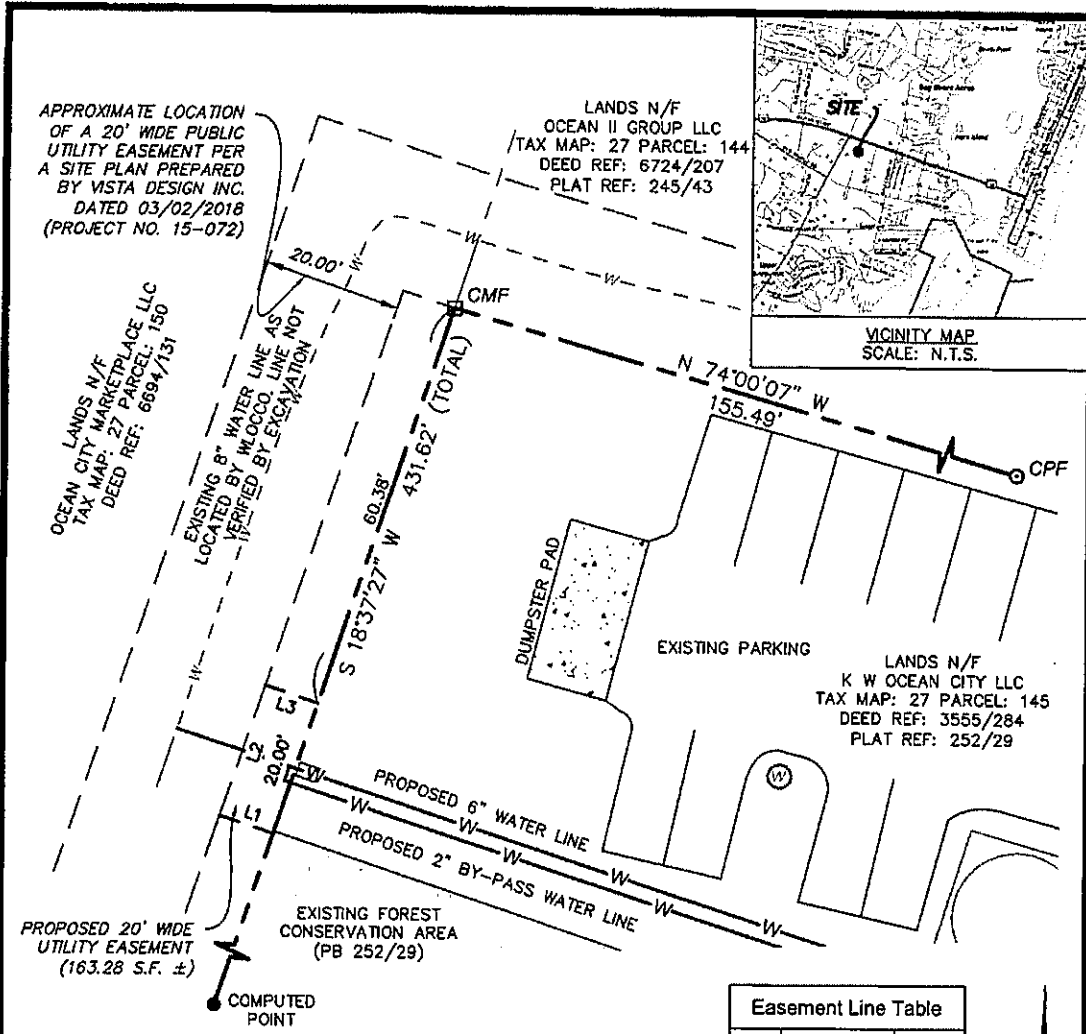 APPROXIMATE LOCATION
OF A 20' WIDE PUBLIC
UTILITY EASEMENT PER
A SITE PLAN PREPARED
BY VISTA DESIGN INC.
DATED 03/02/2018
(PROJECT NO. 15-072)
LANDS N/F
OCEAN II GROUP LLC
TAX MAP: 27 PARCEL: 144
DEED REF: 6724/207
PLAT REF: 245/43
SITE
VICINITY MAP
SCALE: N.T.S.
20.00'
W
W
W
CMF
LANDS N/F
OCEAN CITY MARKETPLACE LLC
TAX MAP: 27 PARCEL: 150
DEED REF: 6694/131
EXISTING 8" WATER LINE AS
LOCATED BY WLOCCO. LINE NOT
VERIFIED BY EXCAVATION
W
W
60.38'
S 18°37'27" W 431.62' (TOTAL)
N 74°00'07" W
155.49'
CPF
DUMPSTER PAD
EXISTING PARKING
LANDS N/F
K W OCEAN CITY LLC
TAX MAP: 27 PARCEL: 145
DEED REF: 3555/284
PLAT REF: 252/29
W
L3
L2
20.00'
L1
W
PROPOSED 6" WATER LINE
W
W
W
W
PROPOSED 2" BY-PASS WATER LINE
W
W
W
PROPOSED 20' WIDE
UTILITY EASEMENT
(163.28 S.F. ±)
EXISTING FOREST
CONSERVATION AREA
(PB 252/29)
COMPUTED
POINT
Easement Line Table